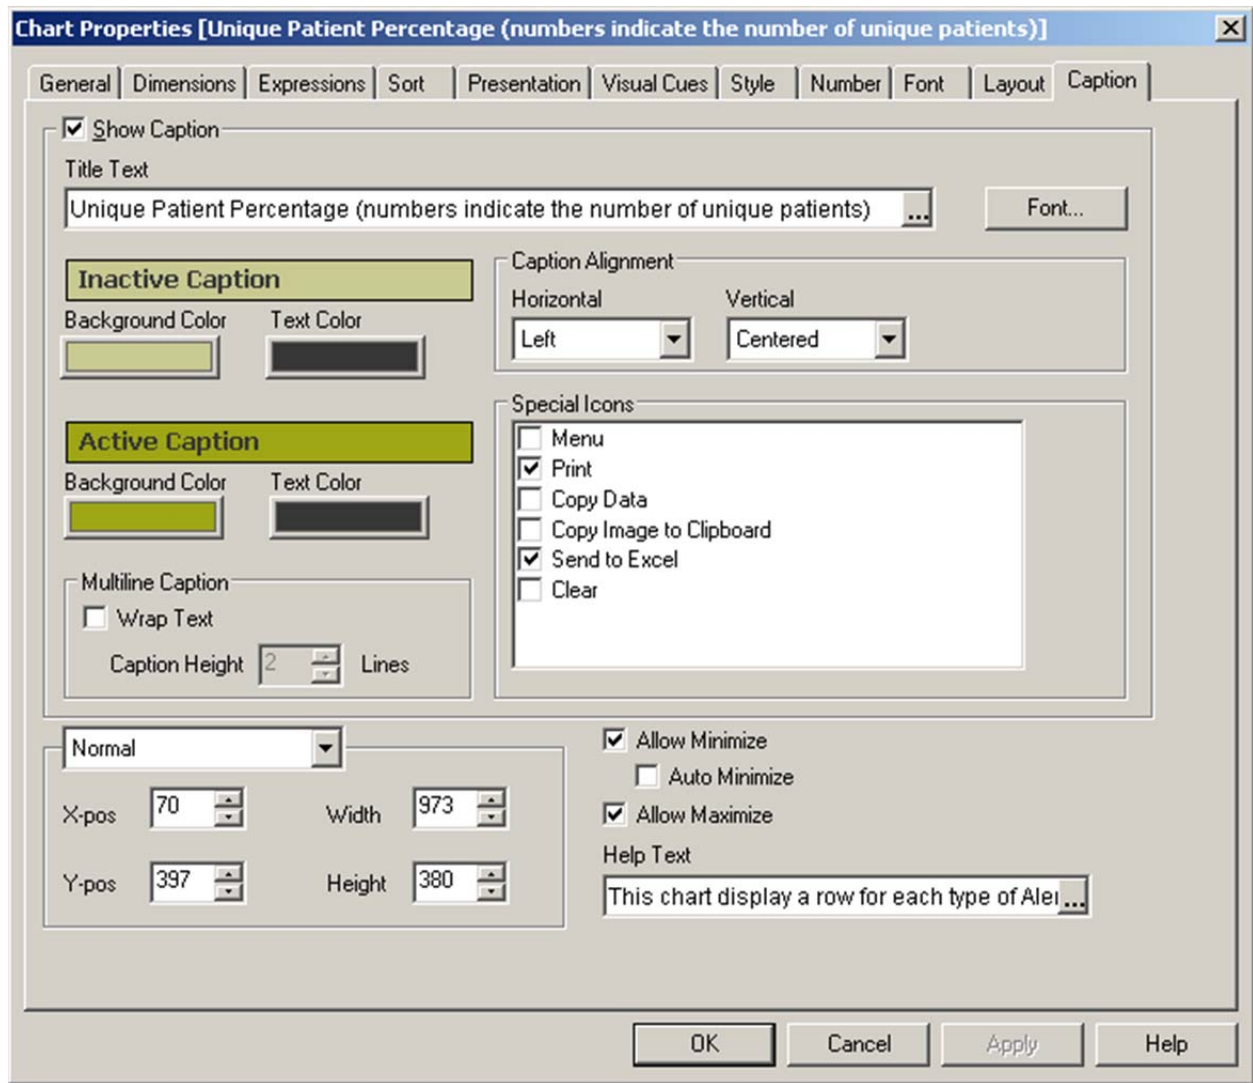 Chart Properties [Unique Patient Percentage (numbers indicate the number of unique patients)]
General Dimensions Expressions Sort Presentation Visual Cues Style Number Font Layout Caption
Show Caption
Title Text
Unique Patient Percentage (numbers indicate the number of unique patients) ... Font...
Inactive Caption
Background Color Text Color
Caption Alignment
Horizontal Vertical
Left Centered
Active Caption
Background Color Text Color
Special Icons
Menu
Print
Copy Data
Copy Image to Clipboard
Send to Excel
Clear
Multiline Caption
Wrap Text
Caption Height 2 Lines
Normal
X-pos 70 Width 973
Y-pos 397 Height 380
Allow Minimize
Auto Minimize
Allow Maximize
Help Text
This chart display a row for each type of Aler...
OK Cancel Apply Help